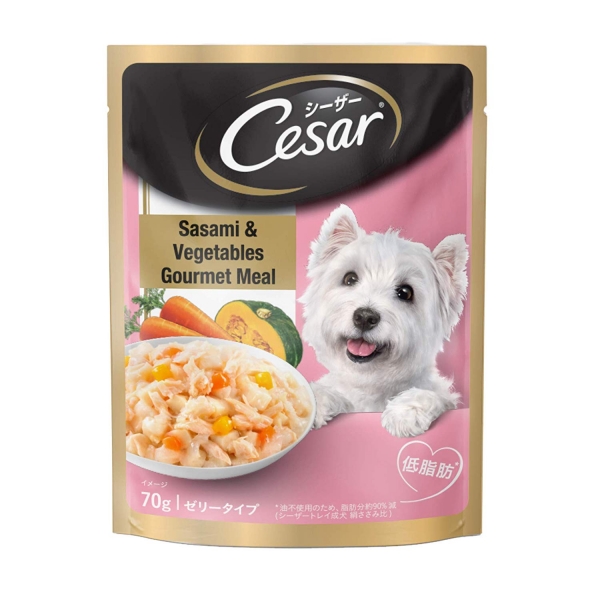 シーザー
Cesar®
Sasami &
Vegetables
Gourmet Meal
低脂肪*
イメージ
70g | ゼリータイプ
*油不使用のため、脂肪分約90%減
(シーザートレイ成犬 絹ささみ比)